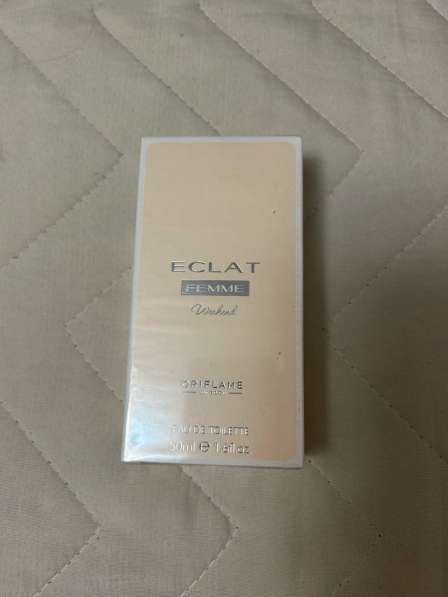 ECLAT
FEMME
Weekend
ORIFLAME
EAU DE TOILETTE
50ml ℮ 1.6fl.oz